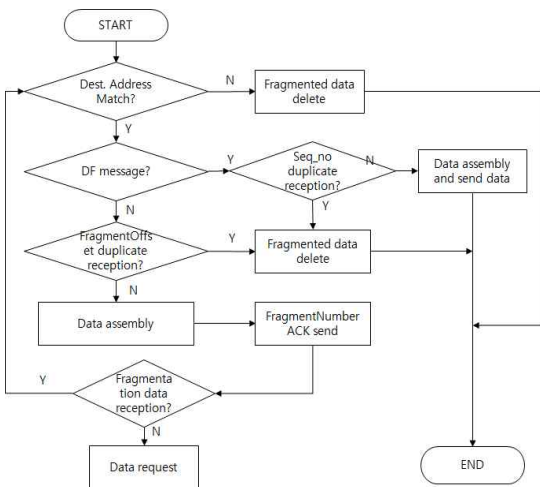 START
Dest. Address
Match?
N
Fragmented data
delete
Y
DF message?
Y
Seq_no
duplicate
reception?
N
Data assembly
and send data
N
Y
FragmentOffs
et duplicate
reception?
Y
Fragmented data
delete
N
Data assembly
FragmentNumber
ACK send
Y
Fragmenta
tion data
reception?
N
Data request
END